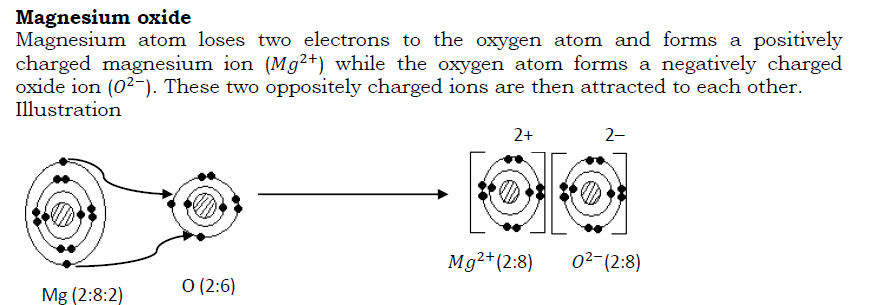 Magnesium oxide
Magnesium atom loses two electrons to the oxygen atom and forms a positively
charged magnesium ion (Mg²⁺) while the oxygen atom forms a negatively charged
oxide ion (O²⁻). These two oppositely charged ions are then attracted to each other.
Illustration
2+ 2–
Mg²⁺(2:8) O²⁻(2:8)
Mg (2:8:2) O (2:6)